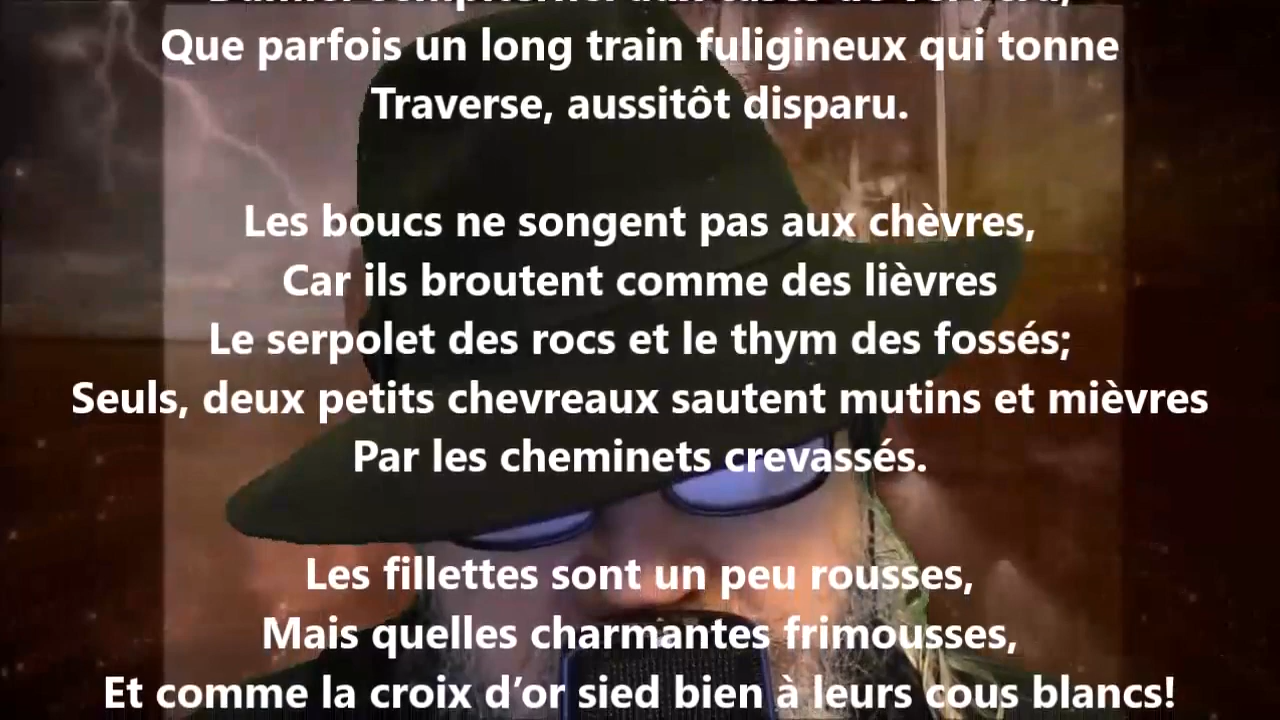 Que parfois un long train fuligineux qui tonne
Traverse, aussitôt disparu.
Les boucs ne songent pas aux chèvres,
Car ils broutent comme des lièvres
Le serpolet des rocs et le thym des fossés;
Seuls, deux petits chevreaux sautent mutins et mièvres
Par les cheminets crevassés.
Les fillettes sont un peu rousses,
Mais quelles charmantes frimousses,
Et comme la croix d’or sied bien à leurs cous blancs!